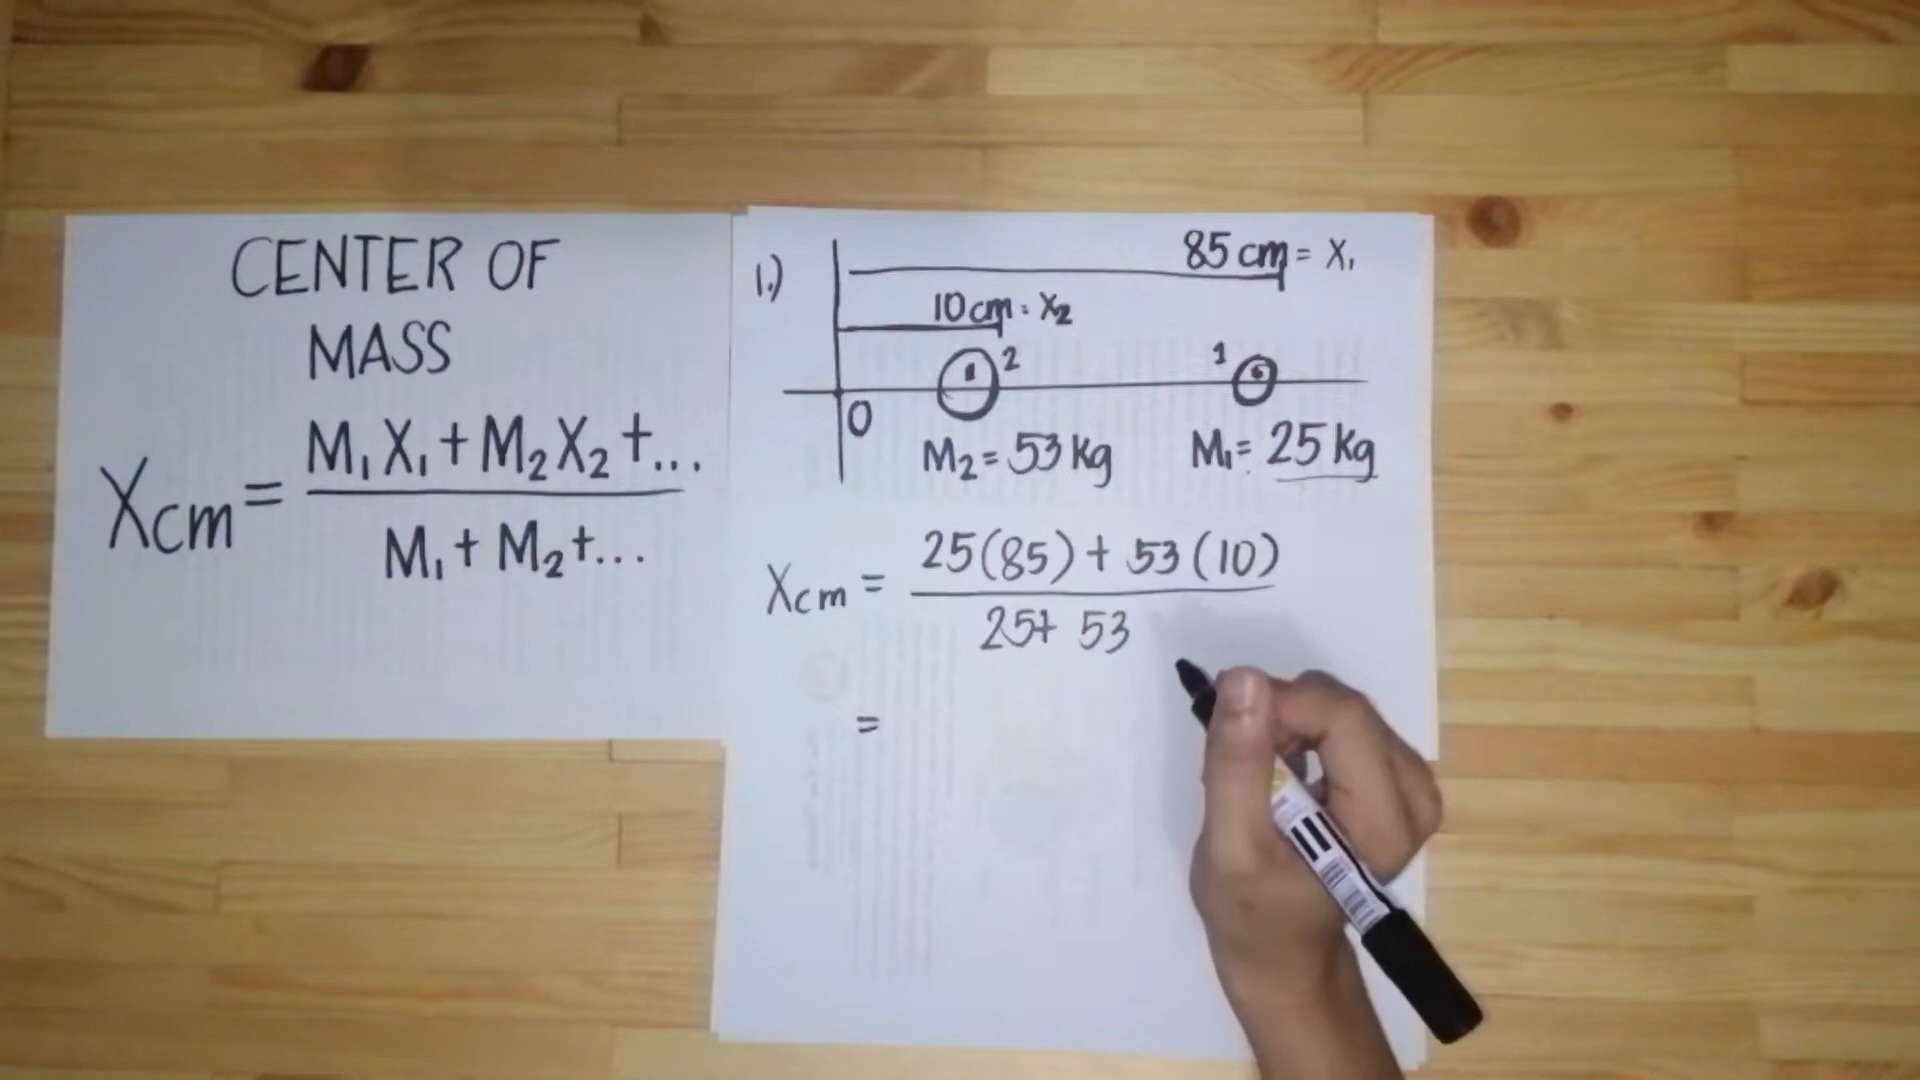 CENTER OF
MASS
Xcm = M₁X₁ + M₂X₂ +...
M₁ + M₂ +...
1.)
85 cm = X₁
10 cm = X₂
2
1
0
M₂ = 53 kg
M₁ = 25 kg
Xcm = 25(85) + 53(10)
25 + 53
=